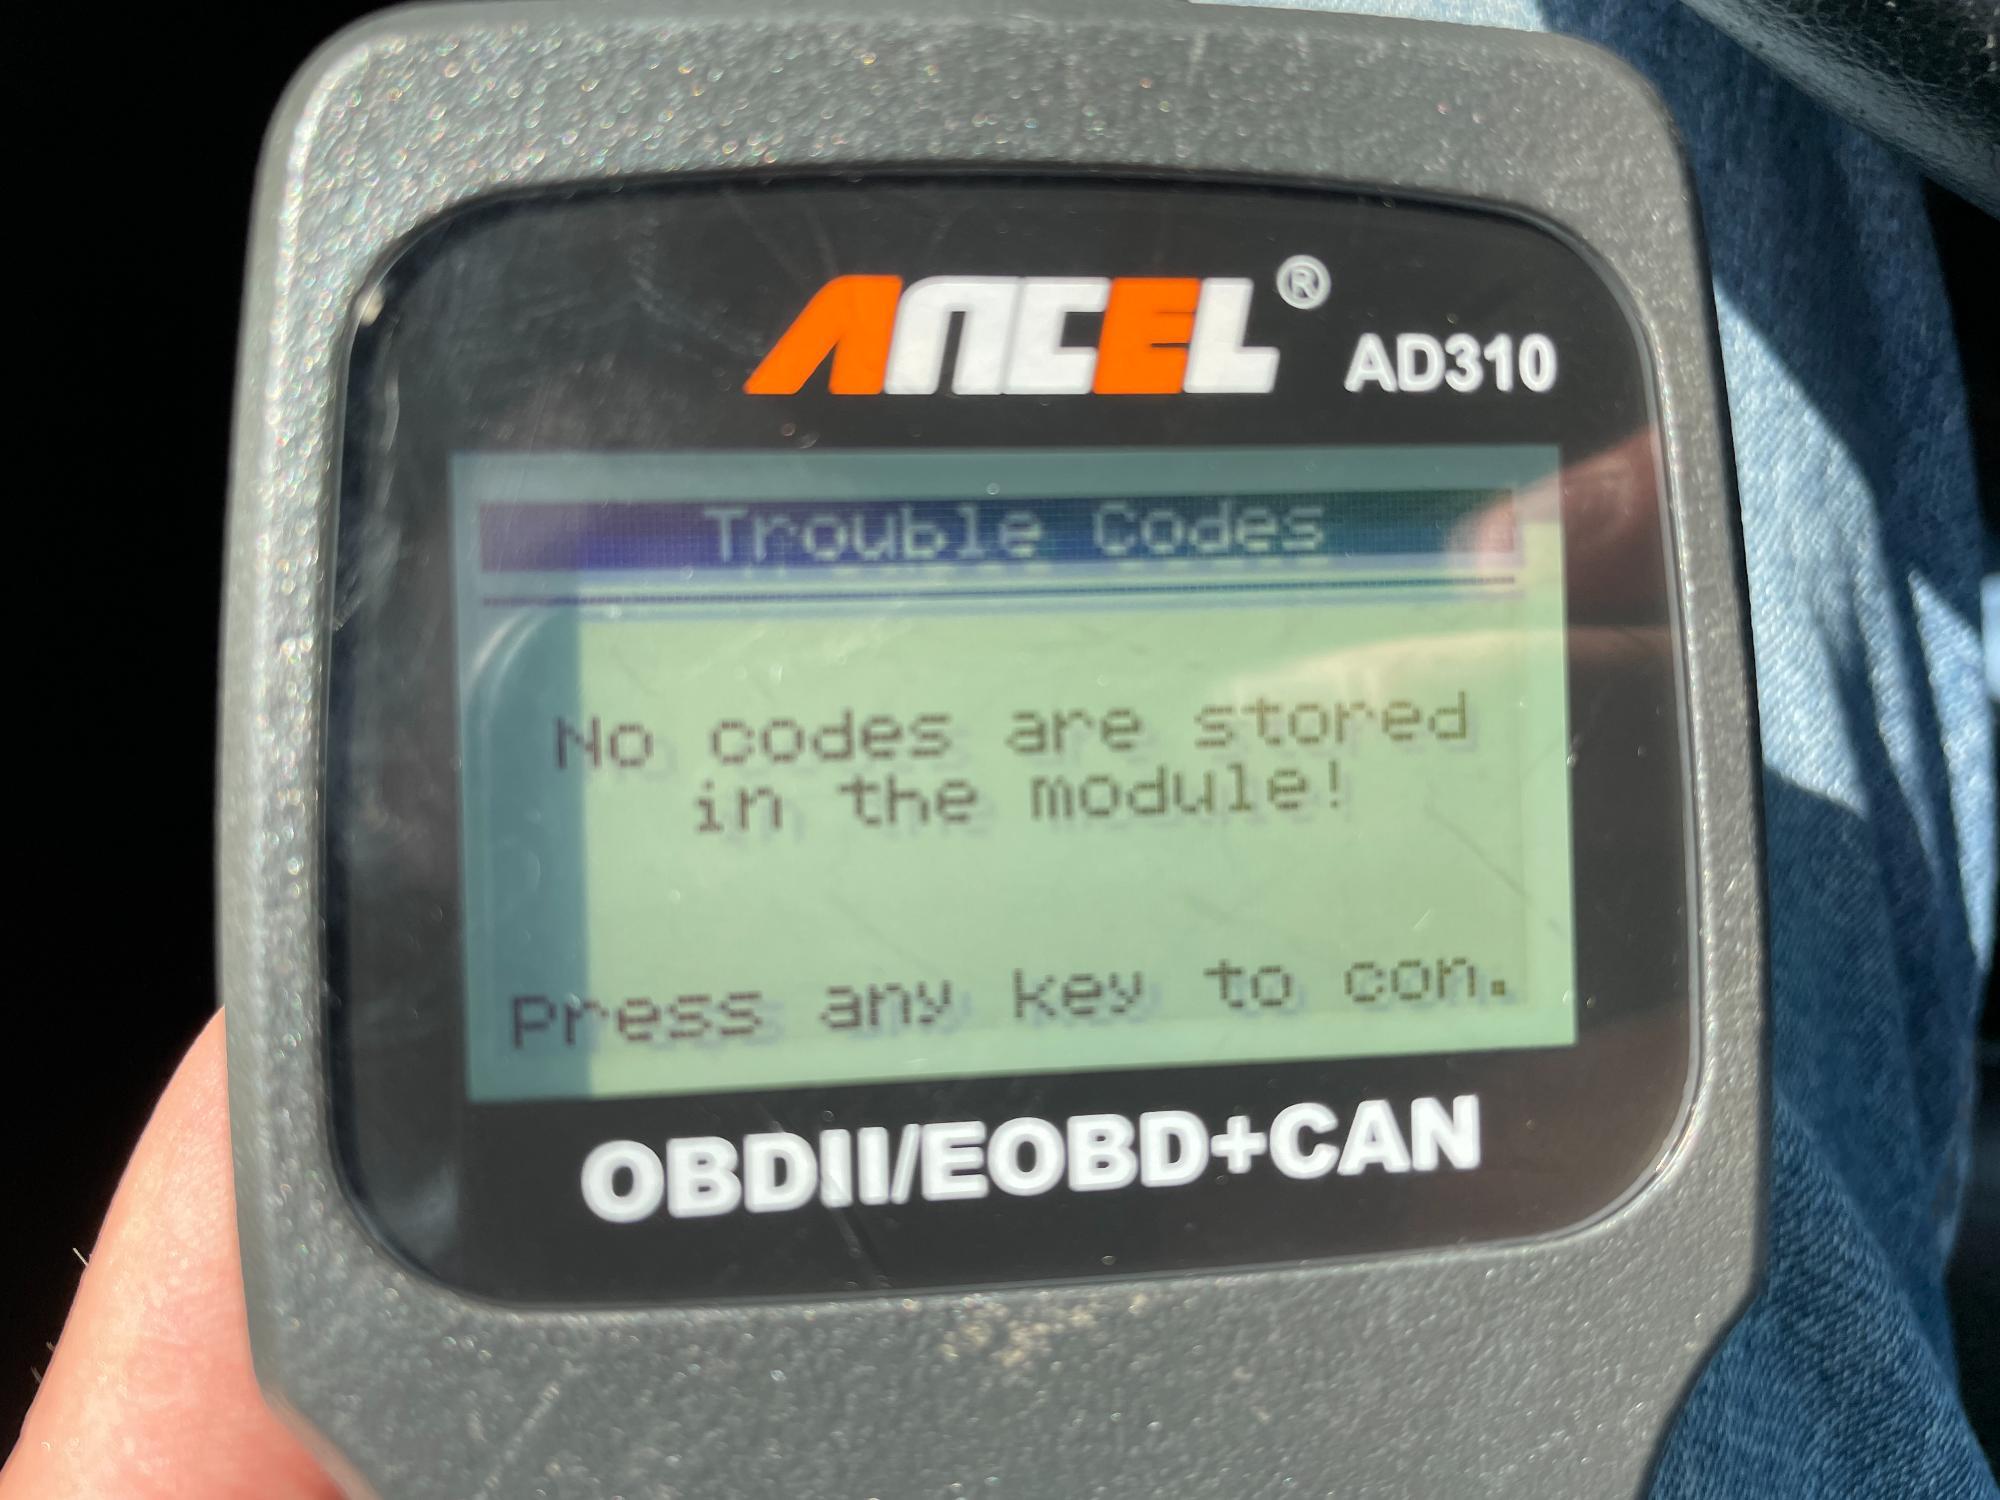 ANCEL®
AD310
Trouble Codes
No codes are stored
in the module!
Press any key to con.
OBDII/EOBD+CAN